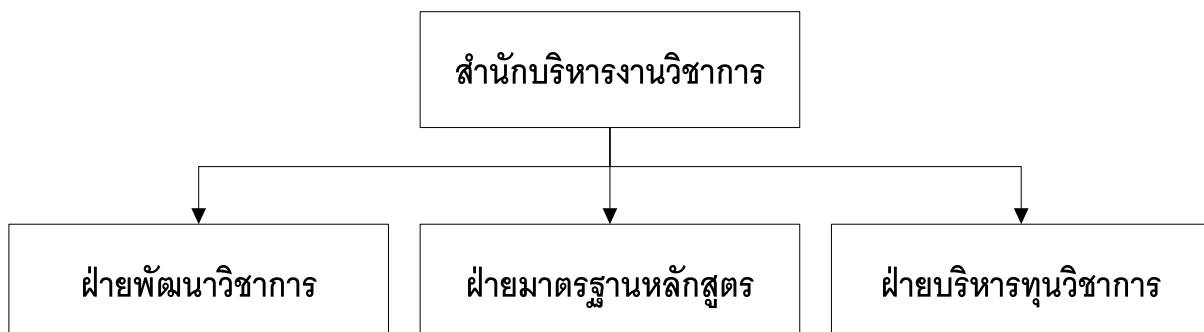 สำนักบริหารงานวิชาการ
ฝ่ายพัฒนาวิชาการ
ฝ่ายมาตรฐานหลักสูตร
ฝ่ายบริหารทุนวิชาการ